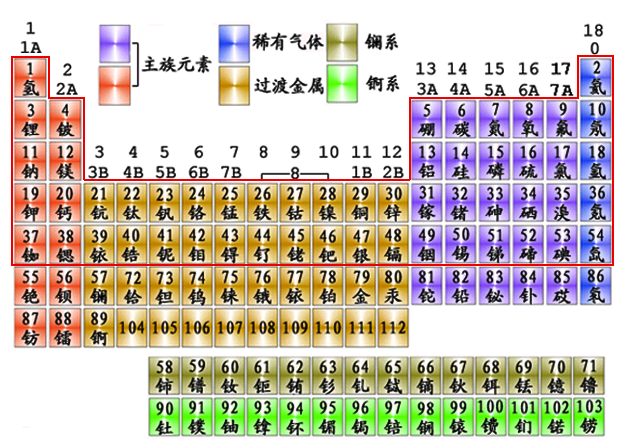 1 18
1A 稀有气体 镧系 0
1 2 主族元素 13 14 15 16 17 2
氢 2A 过渡金属 锕系 3A 4A 5A 6A 7A 氦
3 4 5 6 7 8 9 10
锂 铍 硼 碳 氮 氧 氟 氖
11 12 3 4 5 6 7 8 9 10 11 12 13 14 15 16 17 18
钠 镁 3B 4B 5B 6B 7B 8 1B 2B 铝 硅 磷 硫 氯 氩
19 20 21 22 23 24 25 26 27 28 29 30 31 32 33 34 35 36
钾 钙 钪 钛 钒 铬 锰 铁 钴 镍 铜 锌 镓 锗 砷 硒 溴 氪
37 38 39 40 41 42 43 44 45 46 47 48 49 50 51 52 53 54
铷 锶 铱 锆 铌 钼 锝 钌 铑 钯 银 镉 铟 锡 锑 碲 碘 氙
55 56 57 72 73 74 75 76 77 78 79 80 81 82 83 84 85 86
铯 钡 镧 铪 钽 钨 铼 锇 铱 铂 金 汞 铊 铅 铋 钋 砹 氡
87 88 89 104 105 106 107 108 109 110 111 112
钫 镭 锕
58 59 60 61 62 63 64 65 66 67 68 69 70 71
铈 镨 钕 钷 铕 钐 钆 铽 镝 钬 铒 铥 镱 镥
90 91 92 93 94 95 96 97 98 99 100 101 102 103
钍 镤 铀 镎 钚 镅 锔 锫 锎 锿 镄 钔 锘 铹